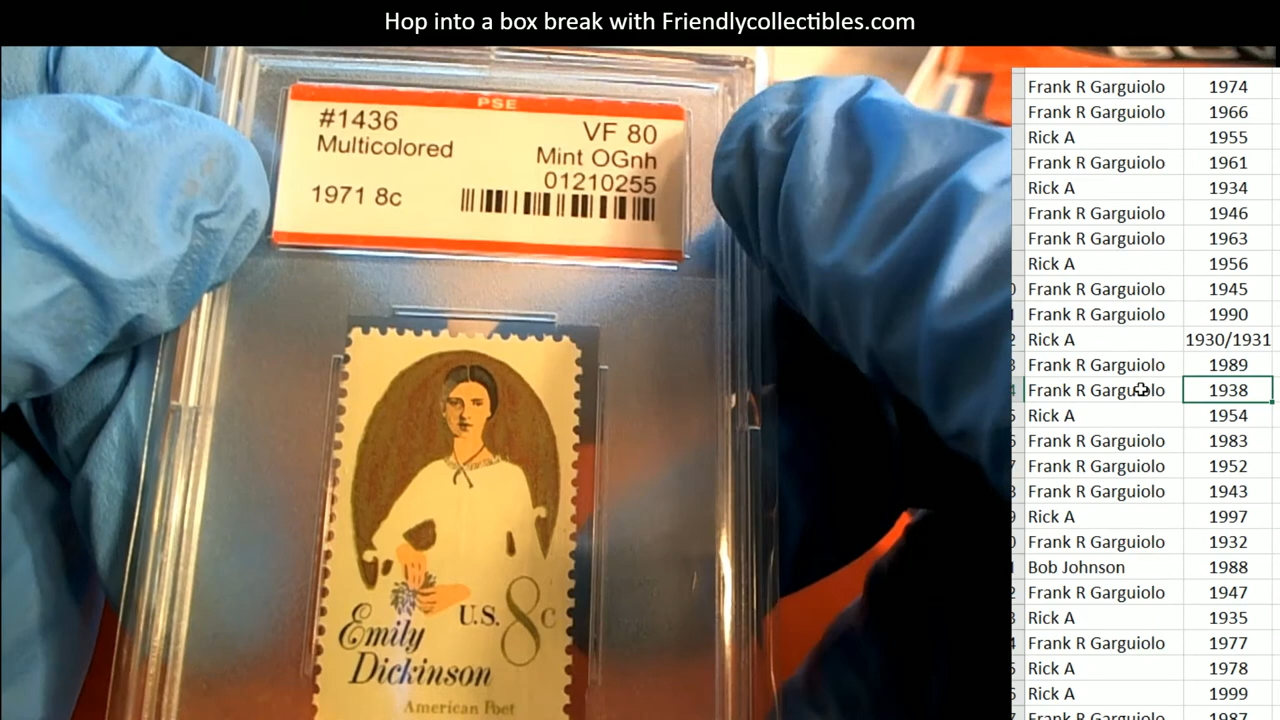 Hop into a box break with Friendlycollectibles.com
PSE
#1436
VF 80
Multicolored
Mint OGnh
01210255
1971 8c
U.S. 8c
Emily
Dickinson
American Poet
Frank R Garguiolo 1974
Frank R Garguiolo 1966
Rick A 1955
Frank R Garguiolo 1961
Rick A 1934
Frank R Garguiolo 1946
Frank R Garguiolo 1963
Rick A 1956
Frank R Garguiolo 1945
Frank R Garguiolo 1990
Rick A 1930/1931
Frank R Garguiolo 1989
Frank R Garguiolo 1938
Rick A 1954
Frank R Garguiolo 1983
Frank R Garguiolo 1952
Frank R Garguiolo 1943
Rick A 1997
Frank R Garguiolo 1932
Bob Johnson 1988
Frank R Garguiolo 1947
Rick A 1935
Frank R Garguiolo 1977
Rick A 1978
Rick A 1999
Frank R Garguiolo 1987